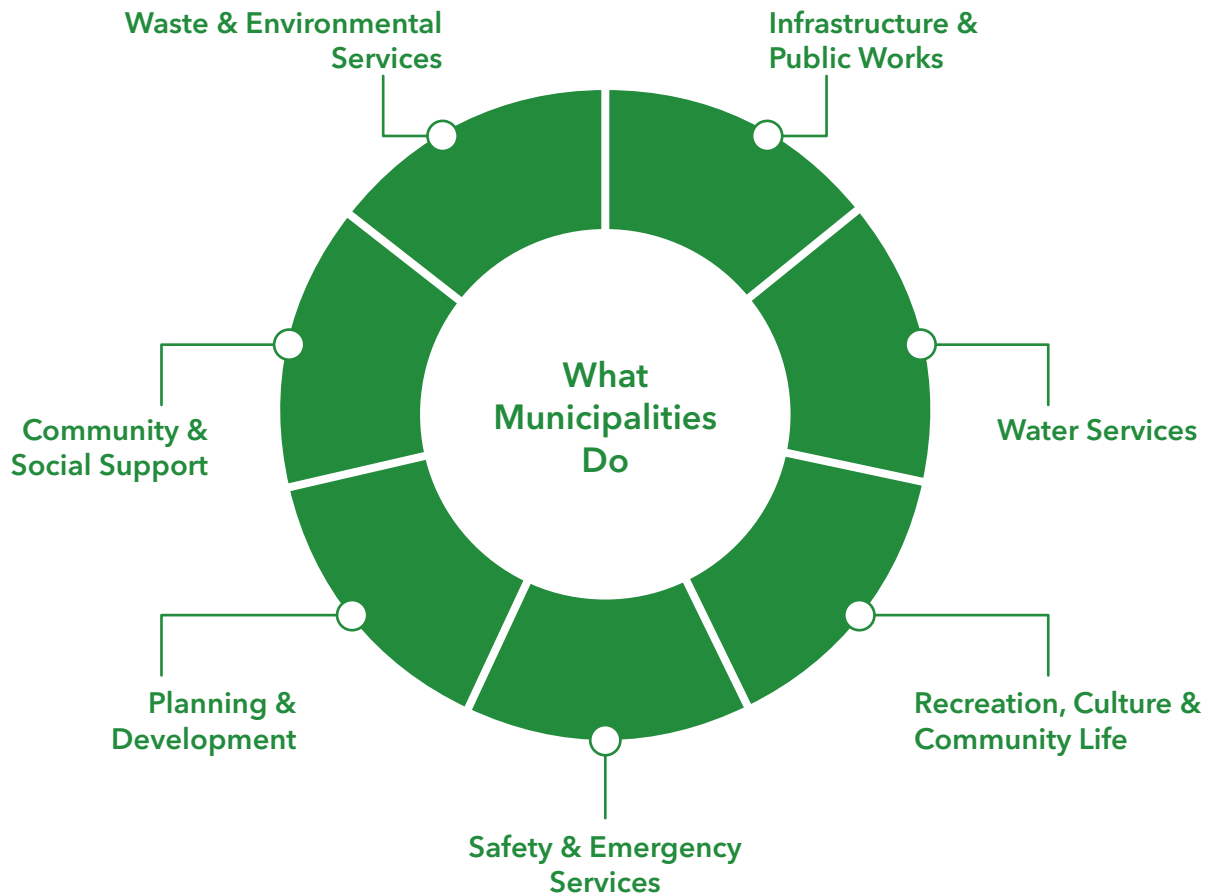 Waste & Environmental
Services
Infrastructure &
Public Works
What
Municipalities
Do
Community &
Social Support
Water Services
Planning &
Development
Recreation, Culture &
Community Life
Safety & Emergency
Services